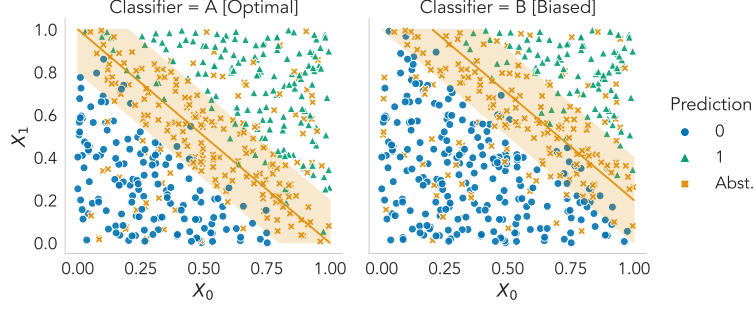 Classifier = A [Optimal]
Classifier = B [Biased]
1.0
0.8
0.6
0.4
0.2
0.0
X₁
0.00 0.25 0.50 0.75 1.00
X₀
0.00 0.25 0.50 0.75 1.00
X₀
Prediction
0
1
Abst.